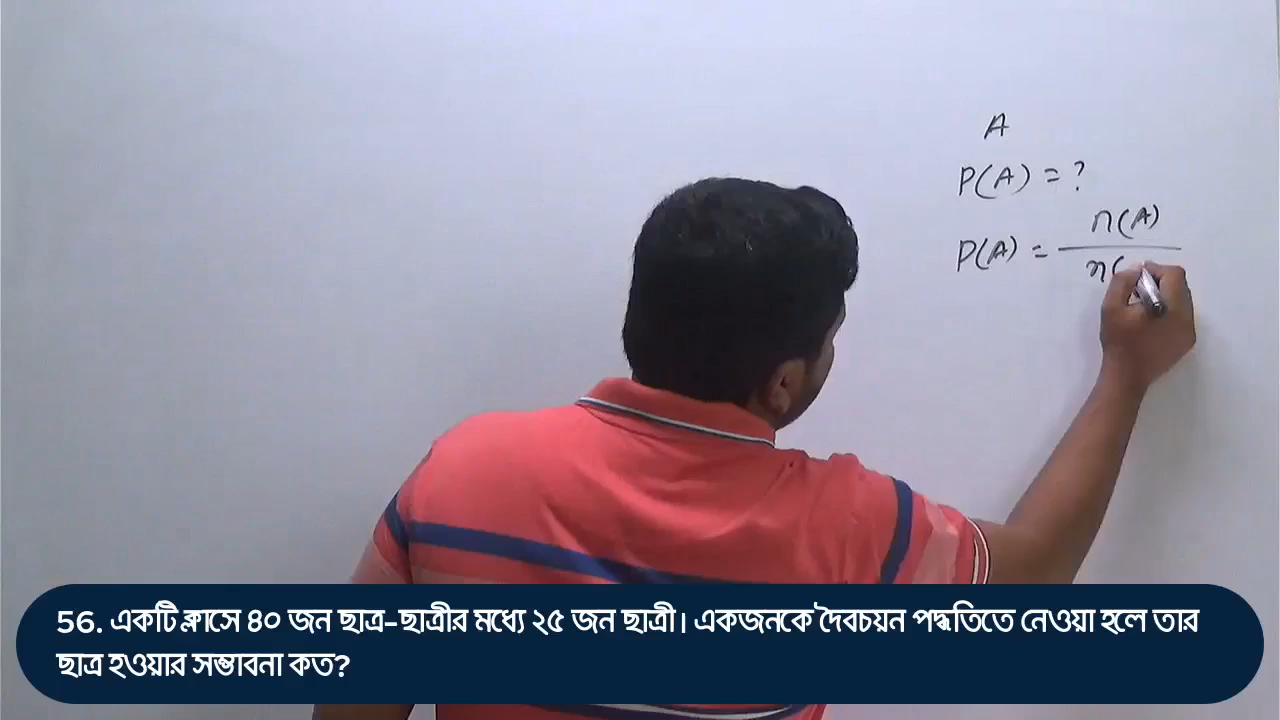 A
P(A) = ?
P(A) = n(A)
n(
56. একটি ক্লাসে ৪০ জন ছাত্র-ছাত্রীর মধ্যে ২৫ জন ছাত্রী। একজনকে দৈবচয়ন পদ্ধতিতে নেওয়া হলে তার
ছাত্র হওয়ার সম্ভাবনা কত?